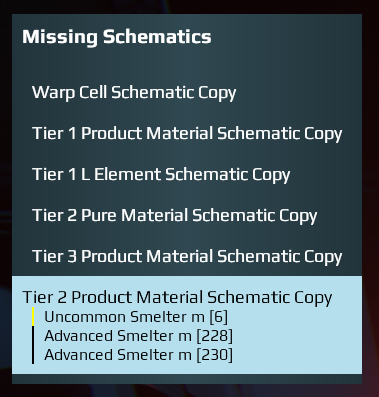 Missing Schematics
Warp Cell Schematic Copy
Tier 1 Product Material Schematic Copy
Tier 1 L Element Schematic Copy
Tier 2 Pure Material Schematic Copy
Tier 3 Product Material Schematic Copy
Tier 2 Product Material Schematic Copy
Uncommon Smelter m [6]
Advanced Smelter m [228]
Advanced Smelter m [230]